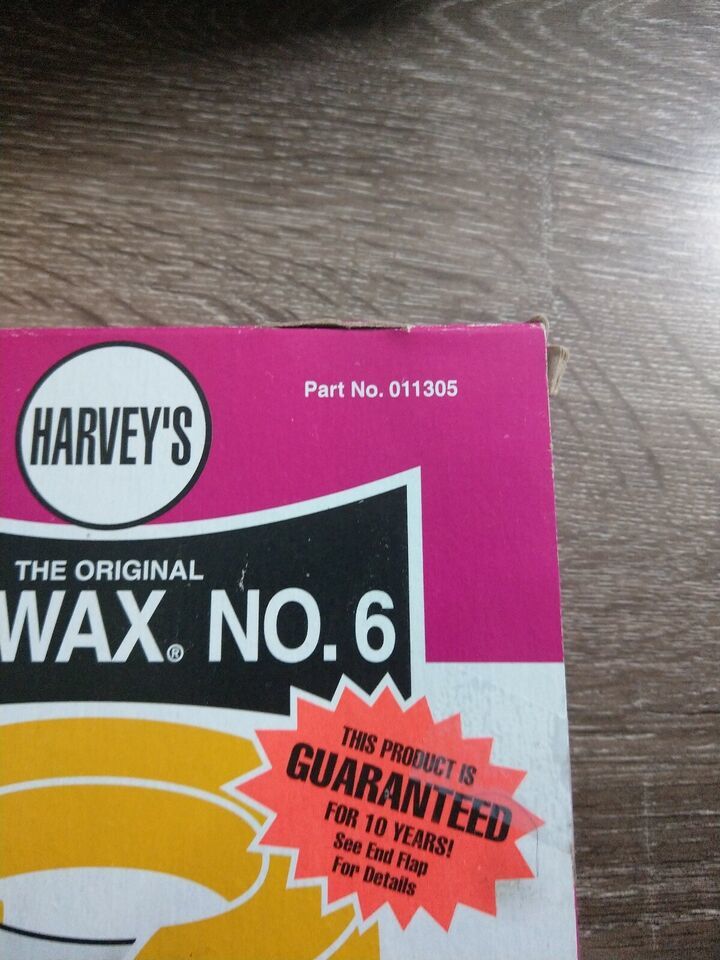 HARVEY'S
Part No. 011305
THE ORIGINAL
WAX® NO. 6
THIS PRODUCT IS
GUARANTEED
FOR 10 YEARS!
See End Flap
For Details